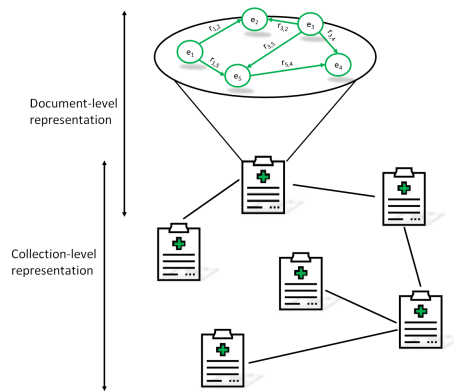 r₁,₂
e₂
r₃,₂
e₃
r₃,₄
e₁
r₃,₅
r₁,₅
e₅
r₅,₄
e₄
Document-level
representation
Collection-level
representation